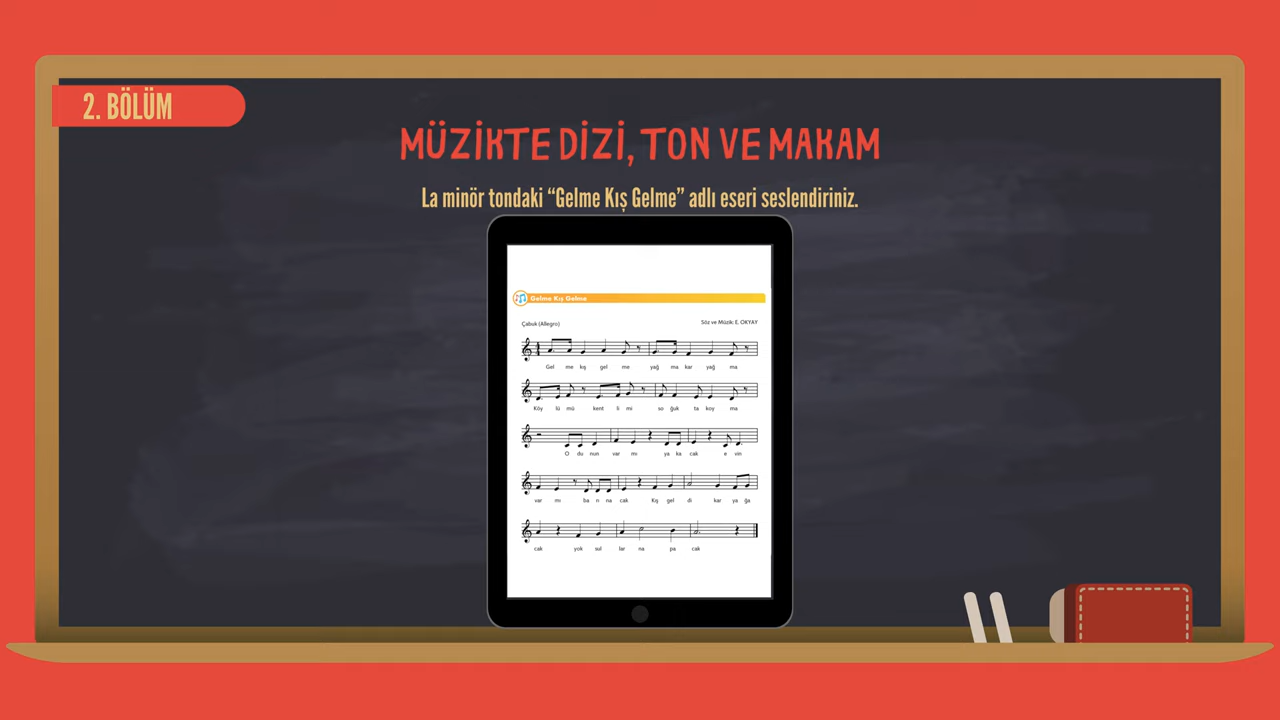 2. BÖLÜM
MÜZİKTE DİZİ, TON VE MAKAM
La minör tondaki “Gelme Kış Gelme” adlı eseri seslendiriniz.
Gelme Kış Gelme
Çabuk (Allegro)
Söz ve Müzik: E. OKYAY
Gel me kış gel me yağ ma kar yağ ma
Köy lü mü kent li mi so ğuk ta koy ma
O du nun var mı ya ka cak e vin
var mı ba rı na cak Kış gel di kar ya ğa
cak yok sul lar na pa cak